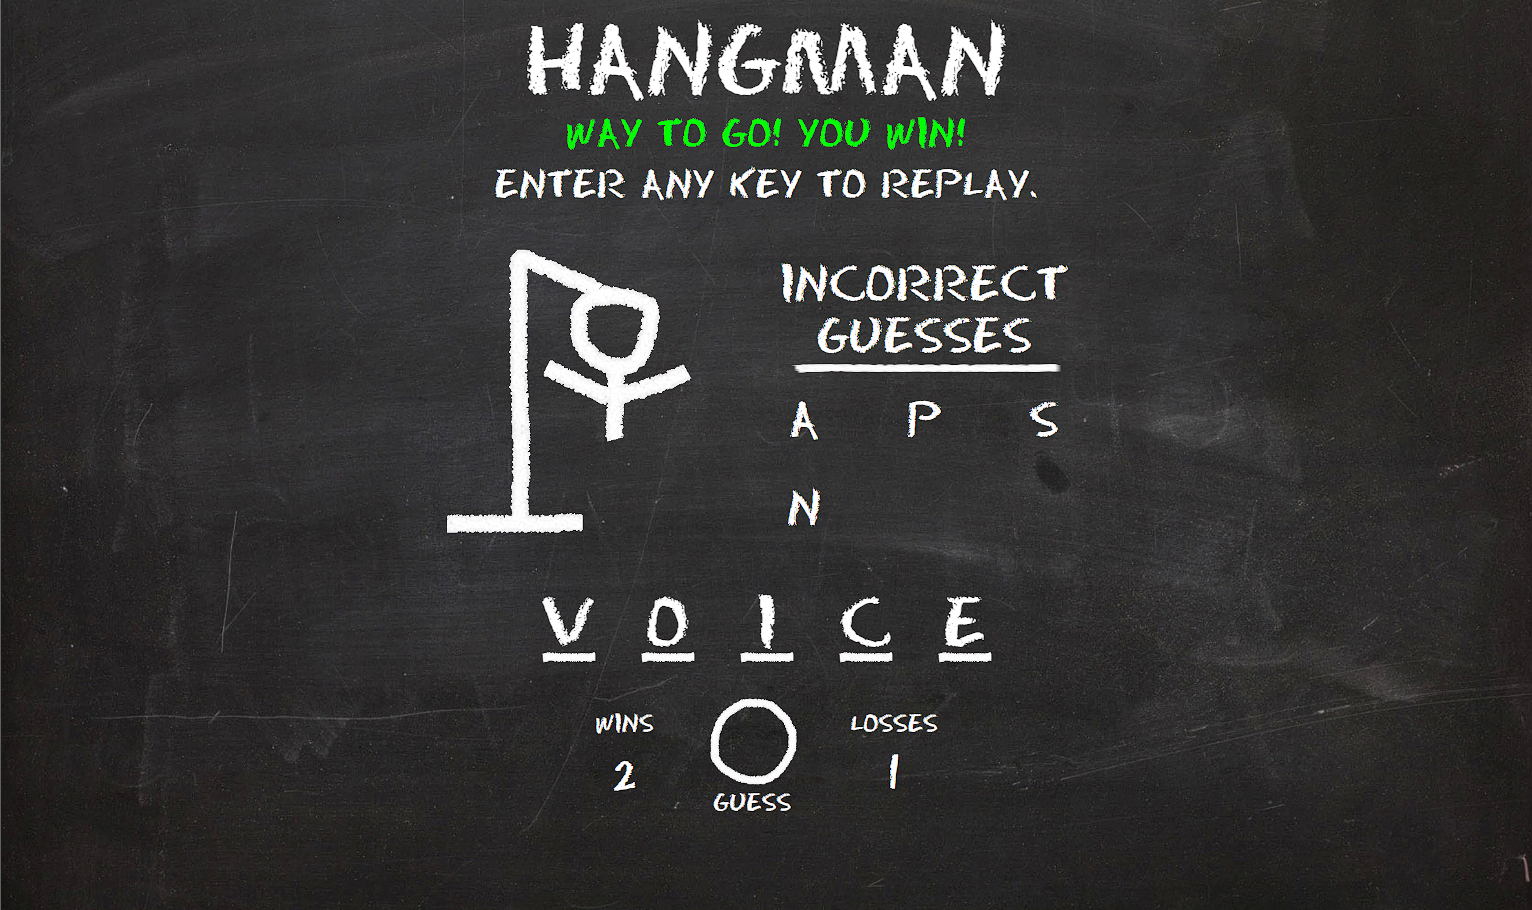 HANGMAN
WAY TO GO! YOU WIN!
ENTER ANY KEY TO REPLAY.
INCORRECT
GUESSES
A P S
N
V O I C E
WINS LOSSES
2 1
GUESS